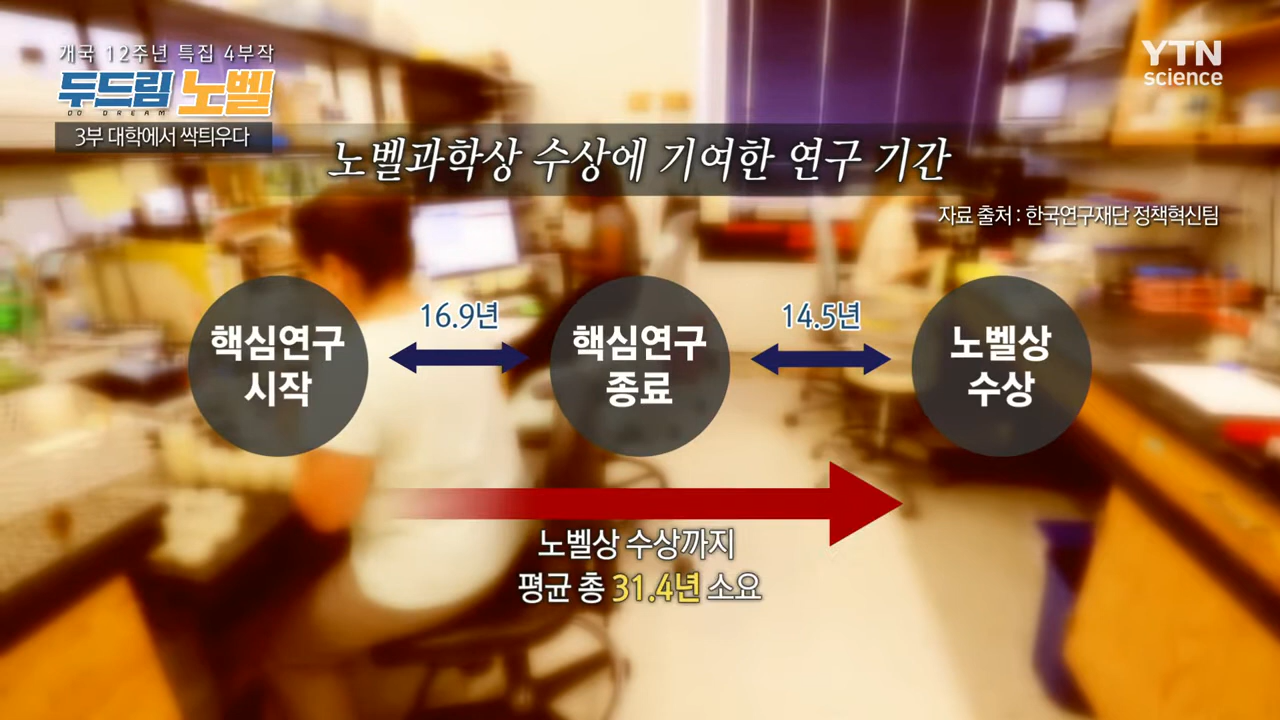 개국 12주년 특집 4부작
두드림 노벨
DO DREAM
3부 대학에서 싹틔우다
YTN
science
노벨과학상 수상에 기여한 연구 기간
자료 출처 : 한국연구재단 정책혁신팀
핵심연구
시작
16.9년
핵심연구
종료
14.5년
노벨상
수상
노벨상 수상까지
평균 총 31.4년 소요